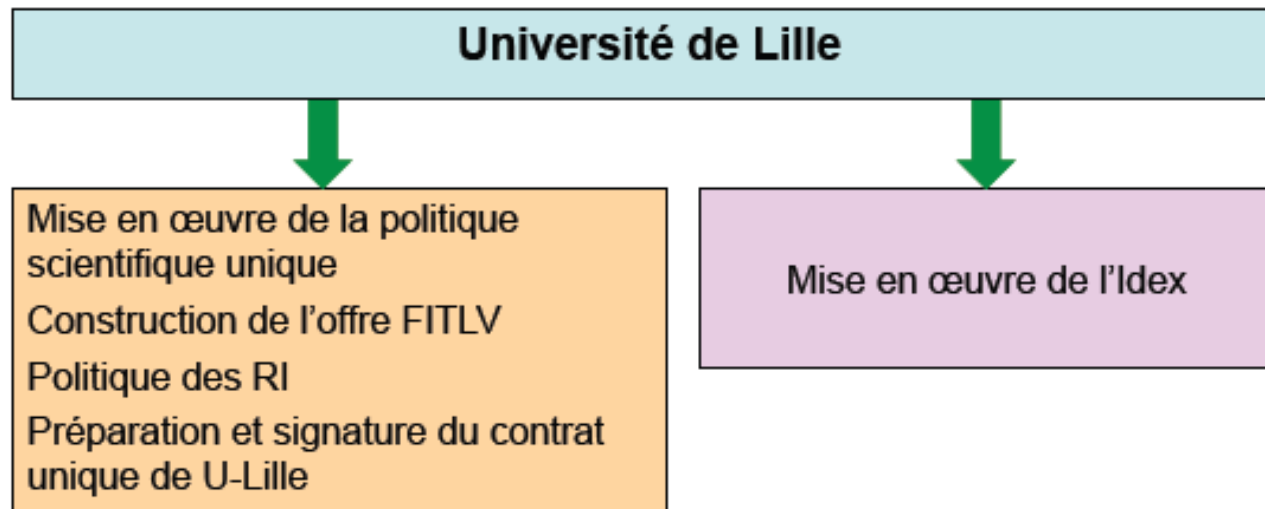 Université de Lille
Mise en œuvre de la politique
scientifique unique
Construction de l'offre FITLV
Politique des RI
Préparation et signature du contrat
unique de U-Lille
Mise en œuvre de l'Idex